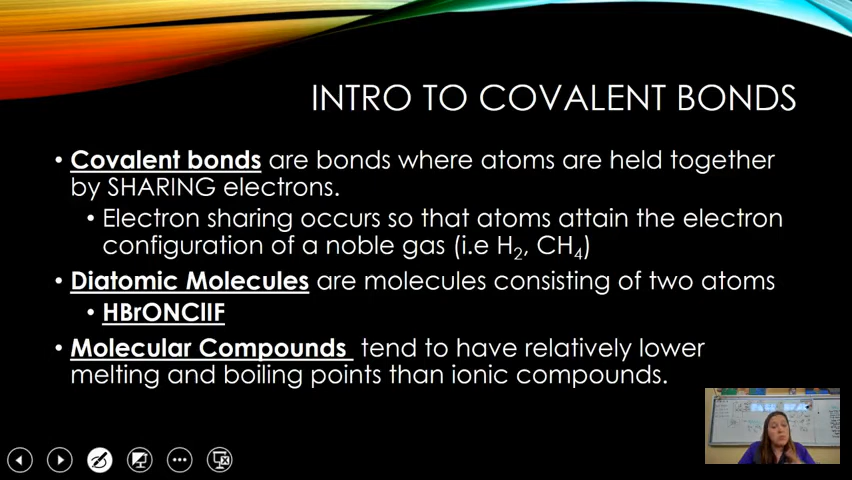 INTRO TO COVALENT BONDS
• Covalent bonds are bonds where atoms are held together
by SHARING electrons.
• Electron sharing occurs so that atoms attain the electron
configuration of a noble gas (i.e H₂, CH₄)
• Diatomic Molecules are molecules consisting of two atoms
• HBrONClIF
• Molecular Compounds tend to have relatively lower
melting and boiling points than ionic compounds.